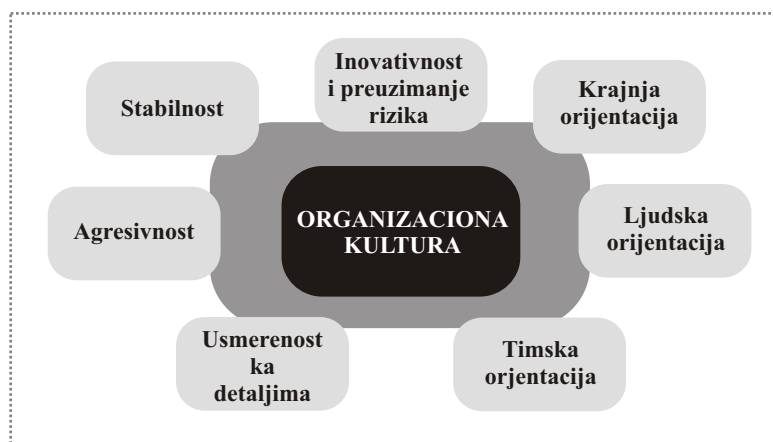 Inovativnost
i preuzimanje
rizika
Stabilnost
Krajnja
orijentacija
Agresivnost
ORGANIZACIONA
KULTURA
Ljudska
orijentacija
Usmerenost
ka
detaljima
Timska
orjentacija